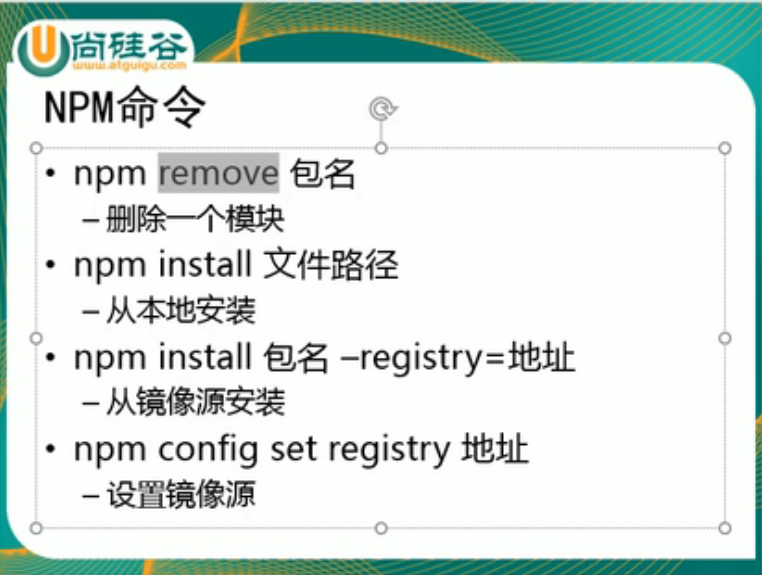 尚硅谷
www.atguigu.com
NPM命令
• npm remove 包名
– 删除一个模块
• npm install 文件路径
– 从本地安装
• npm install 包名 –registry=地址
– 从镜像源安装
• npm config set registry 地址
– 设置镜像源